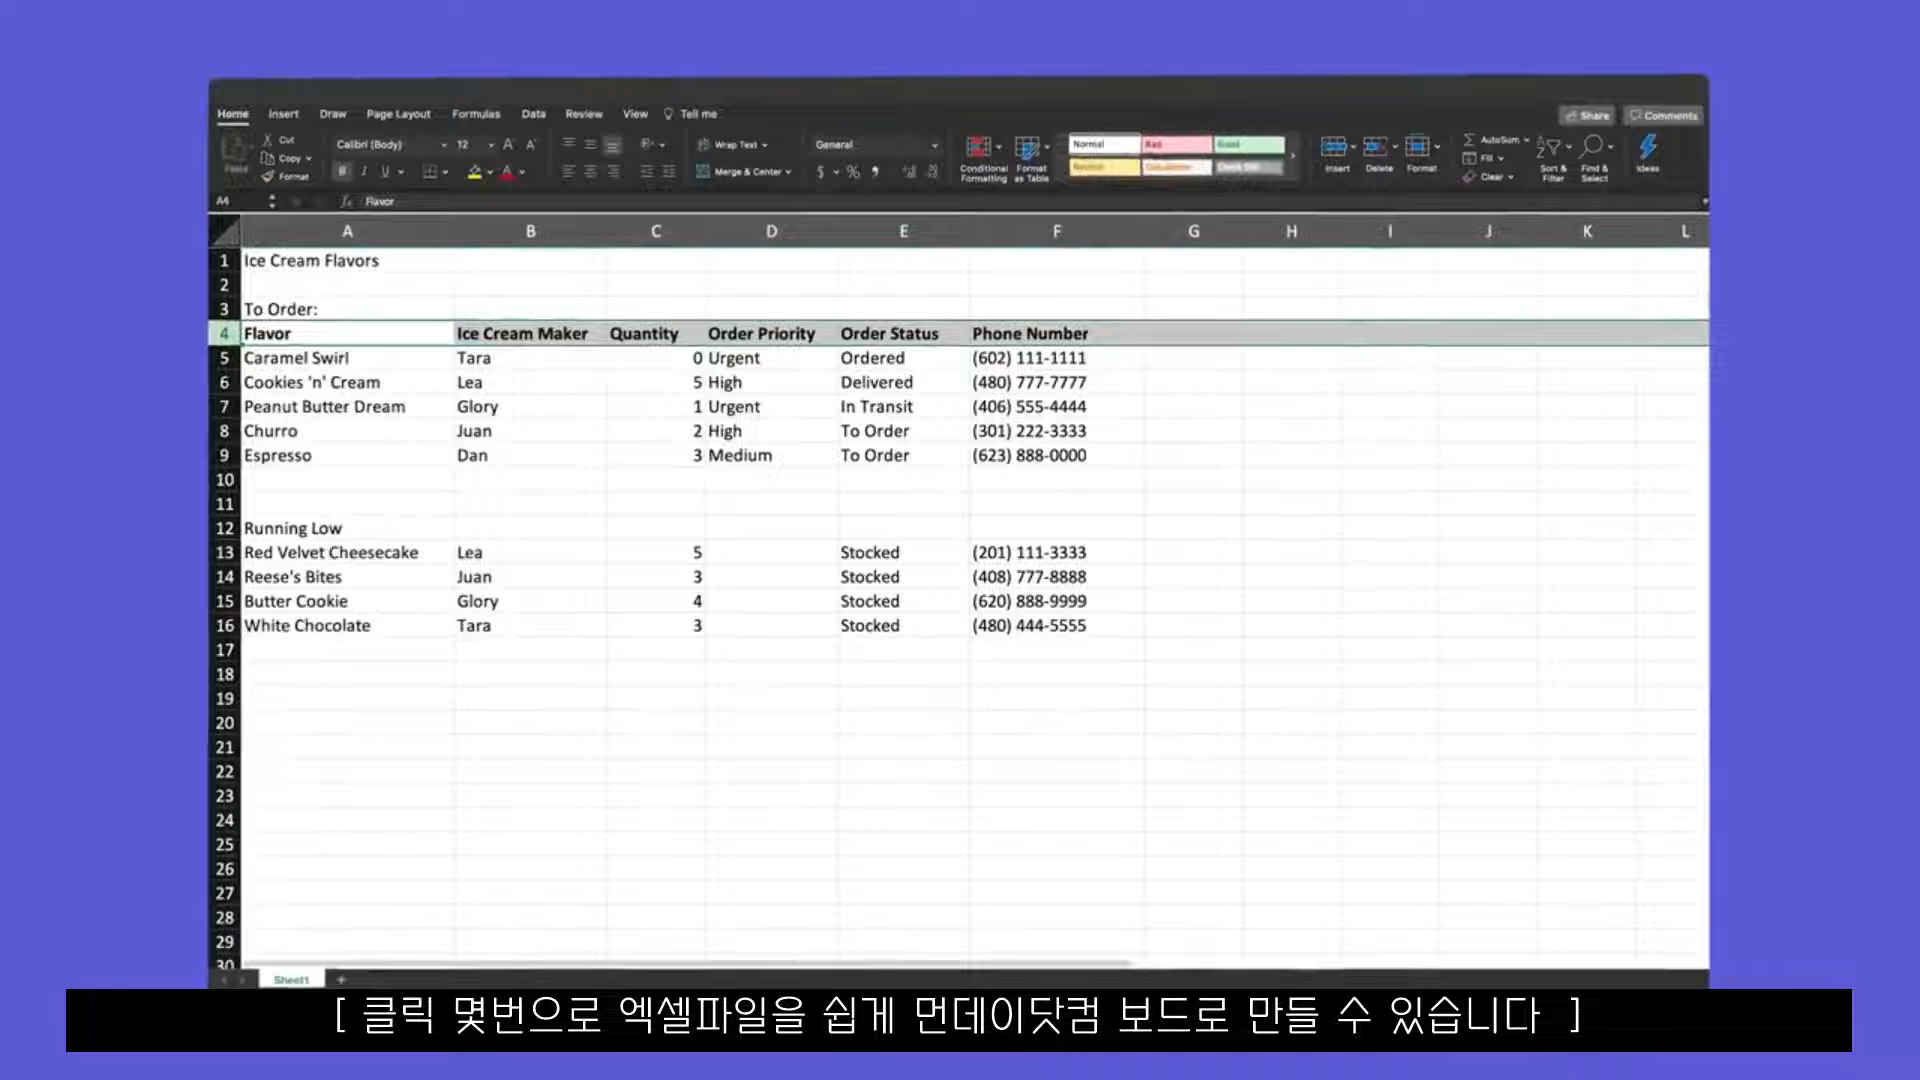 Home Insert Draw Page Layout Formulas Data Review View Tell me Share Comments
Cut Calibri (Body) 12 Wrap Text General Normal Bad Good AutoSum
Copy Fill
Format Merge & Center $ % Neutral Calculation Check Cell Conditional Formatting Format as Table Insert Delete Format Clear Sort & Filter Find & Select Ideas
A4 fx Flavor
A B C D E F G H I J K L
1 Ice Cream Flavors
2
3 To Order:
4 Flavor Ice Cream Maker Quantity Order Priority Order Status Phone Number
5 Caramel Swirl Tara 0 Urgent Ordered (602) 111-1111
6 Cookies 'n' Cream Lea 5 High Delivered (480) 777-7777
7 Peanut Butter Dream Glory 1 Urgent In Transit (406) 555-4444
8 Churro Juan 2 High To Order (301) 222-3333
9 Espresso Dan 3 Medium To Order (623) 888-0000
10
11
12 Running Low
13 Red Velvet Cheesecake Lea 5 Stocked (201) 111-3333
14 Reese's Bites Juan 3 Stocked (408) 777-8888
15 Butter Cookie Glory 4 Stocked (620) 888-9999
16 White Chocolate Tara 3 Stocked (480) 444-5555
17
18
19
20
21
22
23
24
25
26
27
28
29
30
Sheet1 +
[ 클릭 몇번으로 엑셀파일을 쉽게 먼데이닷컴 보드로 만들 수 있습니다 ]